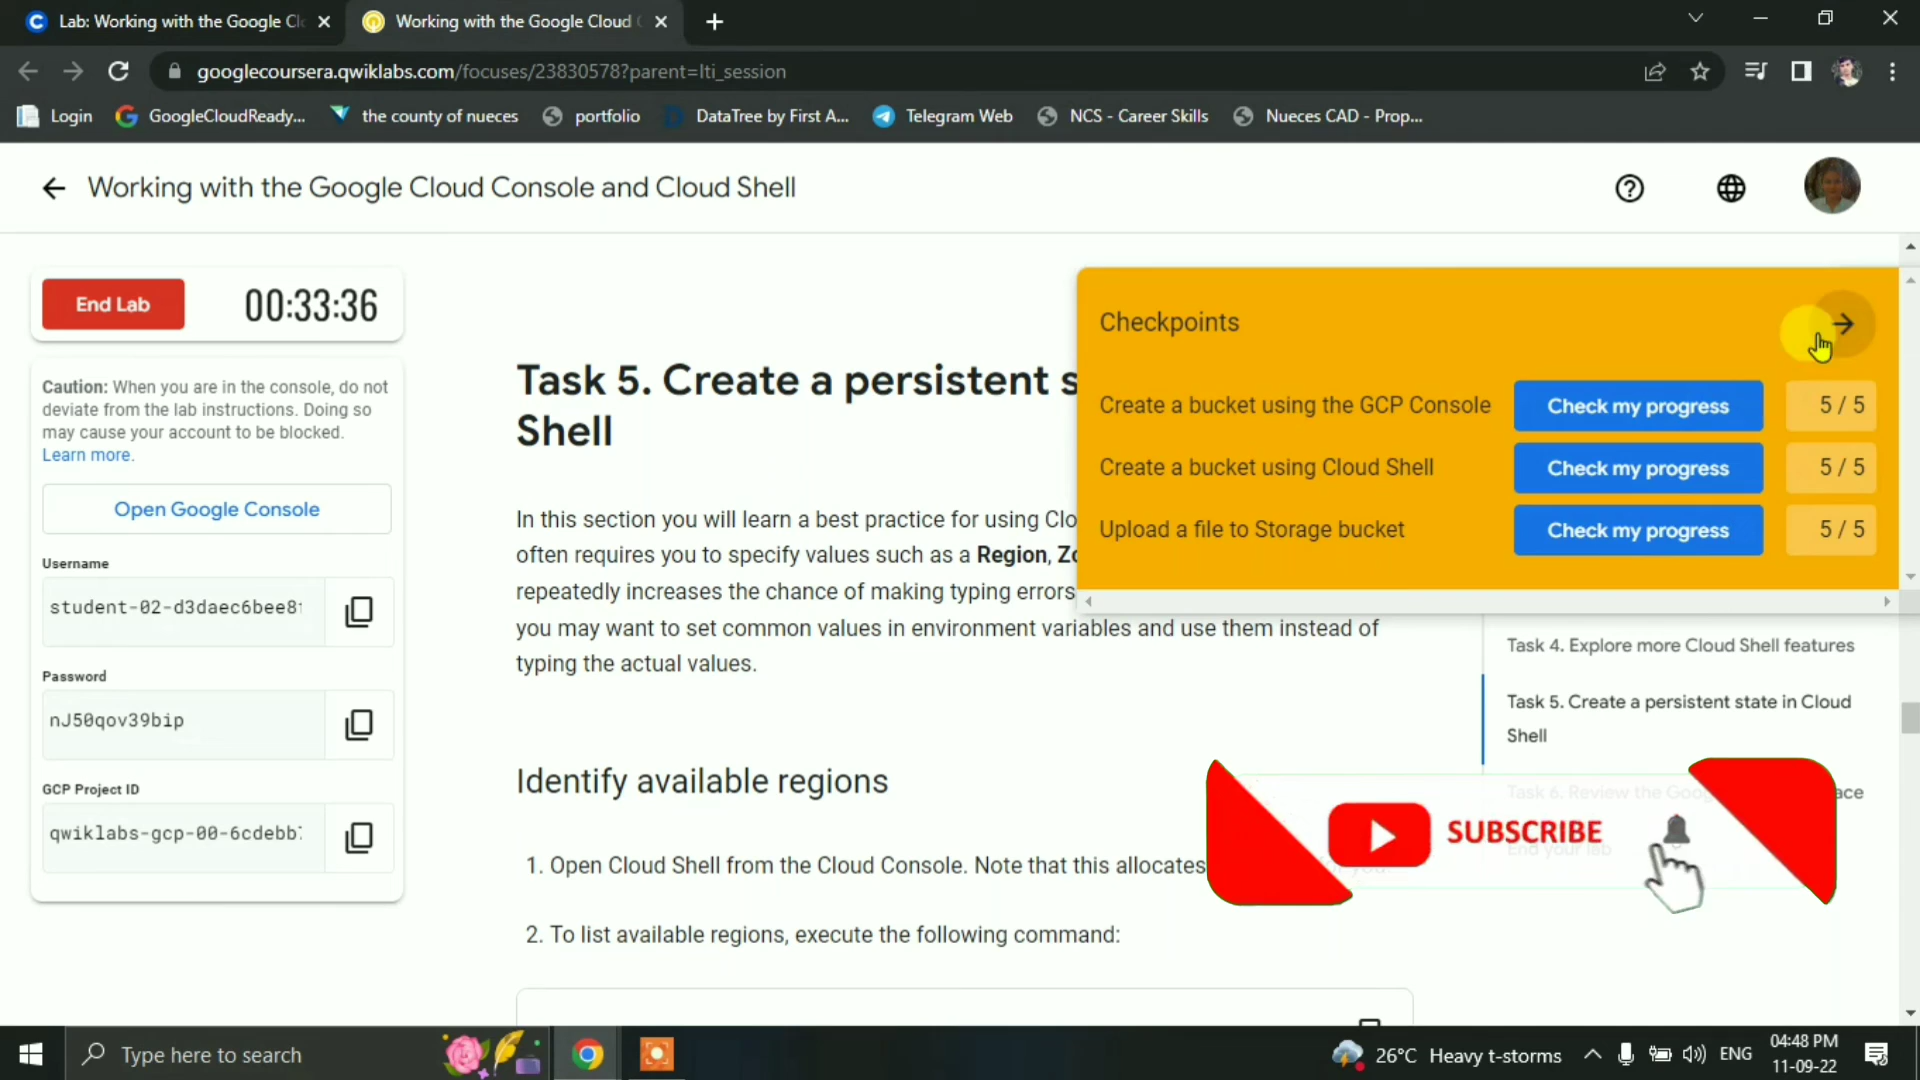 Lab: Working with the Google Cl
Working with the Google Cloud
googlecoursera.qwiklabs.com/focuses/23830578?parent=lti_session
Login
GoogleCloudReady...
the county of nueces
portfolio
DataTree by First A...
Telegram Web
NCS - Career Skills
Nueces CAD - Prop...
Working with the Google Cloud Console and Cloud Shell
End Lab
00:33:36
Caution: When you are in the console, do not
deviate from the lab instructions. Doing so
may cause your account to be blocked.
Learn more.
Open Google Console
Username
student-02-d3daec6bee8
Password
nJ50qov39bip
GCP Project ID
qwiklabs-gcp-00-6cdebb
Task 5. Create a persistent s
Shell
In this section you will learn a best practice for using Clo
often requires you to specify values such as a Region, Zo
repeatedly increases the chance of making typing errors
you may want to set common values in environment variables and use them instead of
typing the actual values.
Identify available regions
1. Open Cloud Shell from the Cloud Console. Note that this allocates
2. To list available regions, execute the following command:
Checkpoints
Create a bucket using the GCP Console
Check my progress
5 / 5
Create a bucket using Cloud Shell
Check my progress
5 / 5
Upload a file to Storage bucket
Check my progress
5 / 5
Task 4. Explore more Cloud Shell features
Task 5. Create a persistent state in Cloud
Shell
Task 6. Review the Goog
ace
SUBSCRIBE
End your lab
Type here to search
26°C Heavy t-storms
ENG
04:48 PM
11-09-22